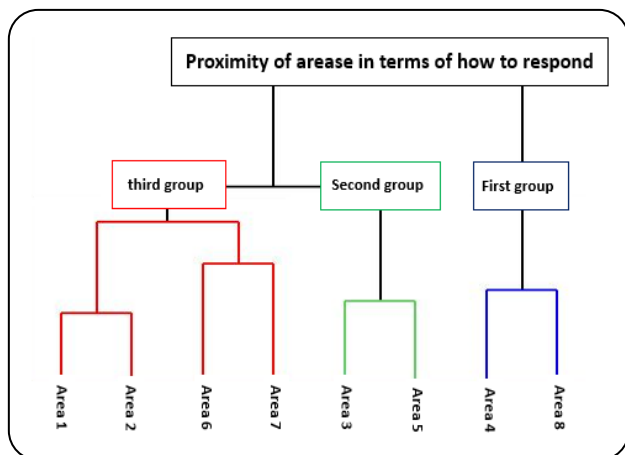 Proximity of arease in terms of how to respond
third group
Second group
First group
Area 1
Area 2
Area 6
Area 7
Area 3
Area 5
Area 4
Area 8